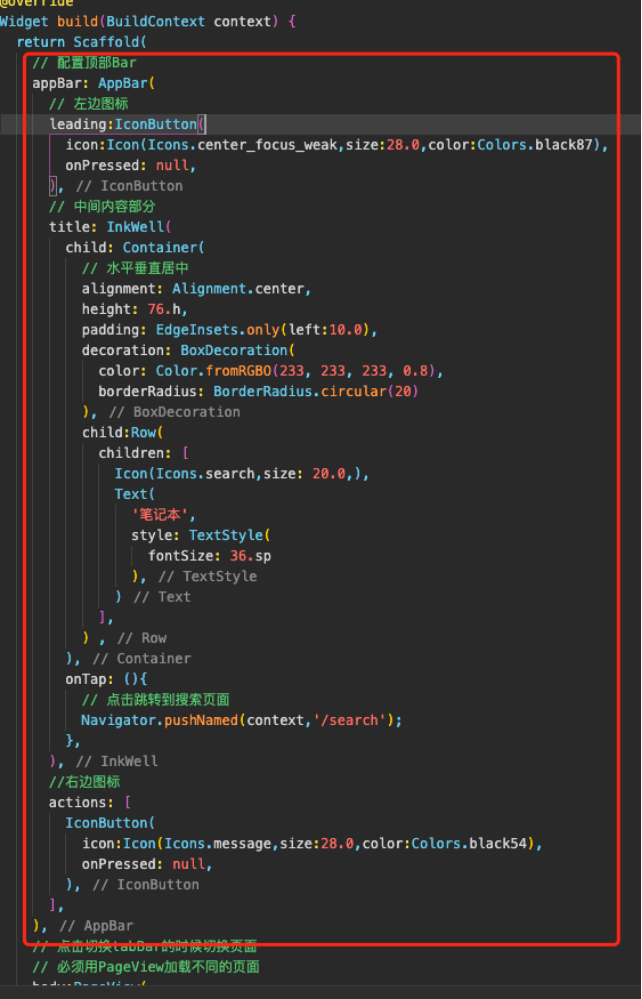 @override
Widget build(BuildContext context) {
  return Scaffold(
    // 配置顶部Bar
    appBar: AppBar(
      // 左边图标
      leading:IconButton(
        icon:Icon(Icons.center_focus_weak,size:28.0,color:Colors.black87),
        onPressed: null,
      ), // IconButton
      // 中间内容部分
      title: InkWell(
        child: Container(
          // 水平垂直居中
          alignment: Alignment.center,
          height: 76.h,
          padding: EdgeInsets.only(left:10.0),
          decoration: BoxDecoration(
            color: Color.fromRGBO(233, 233, 233, 0.8),
            borderRadius: BorderRadius.circular(20)
          ), // BoxDecoration
          child:Row(
            children: [
              Icon(Icons.search,size: 20.0,),
              Text(
                '笔记本',
                style: TextStyle(
                  fontSize: 36.sp
                ), // TextStyle
              ) // Text
            ],
          ) , // Row
        ), // Container
        onTap: (){
          // 点击跳转到搜索页面
          Navigator.pushNamed(context,'/search');
        },
      ), // InkWell
      //右边图标
      actions: [
        IconButton(
          icon:Icon(Icons.message,size:28.0,color:Colors.black54),
          onPressed: null,
        ), // IconButton
      ],
    ), // AppBar
    // 点击切换tabBar的时候切换页面
    // 必须用PageView加载不同的页面
    body:PageView(